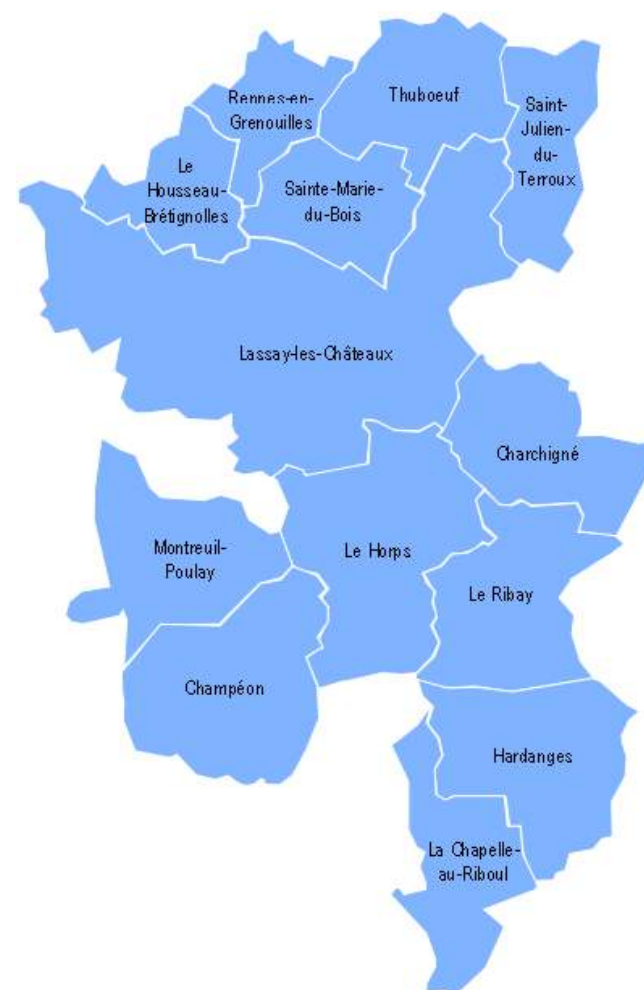 Rennes-en-
Grenouilles
Thuboeuf
Saint-
Julien-
du-
Terroux
Le
Housseau-
Brétignolles
Sainte-Marie-
du-Bois
Lassay-les-Châteaux
Charchigné
Montreuil-
Poulay
Le Horps
Le Ribay
Champéon
Hardanges
La Chapelle-
au-Riboul